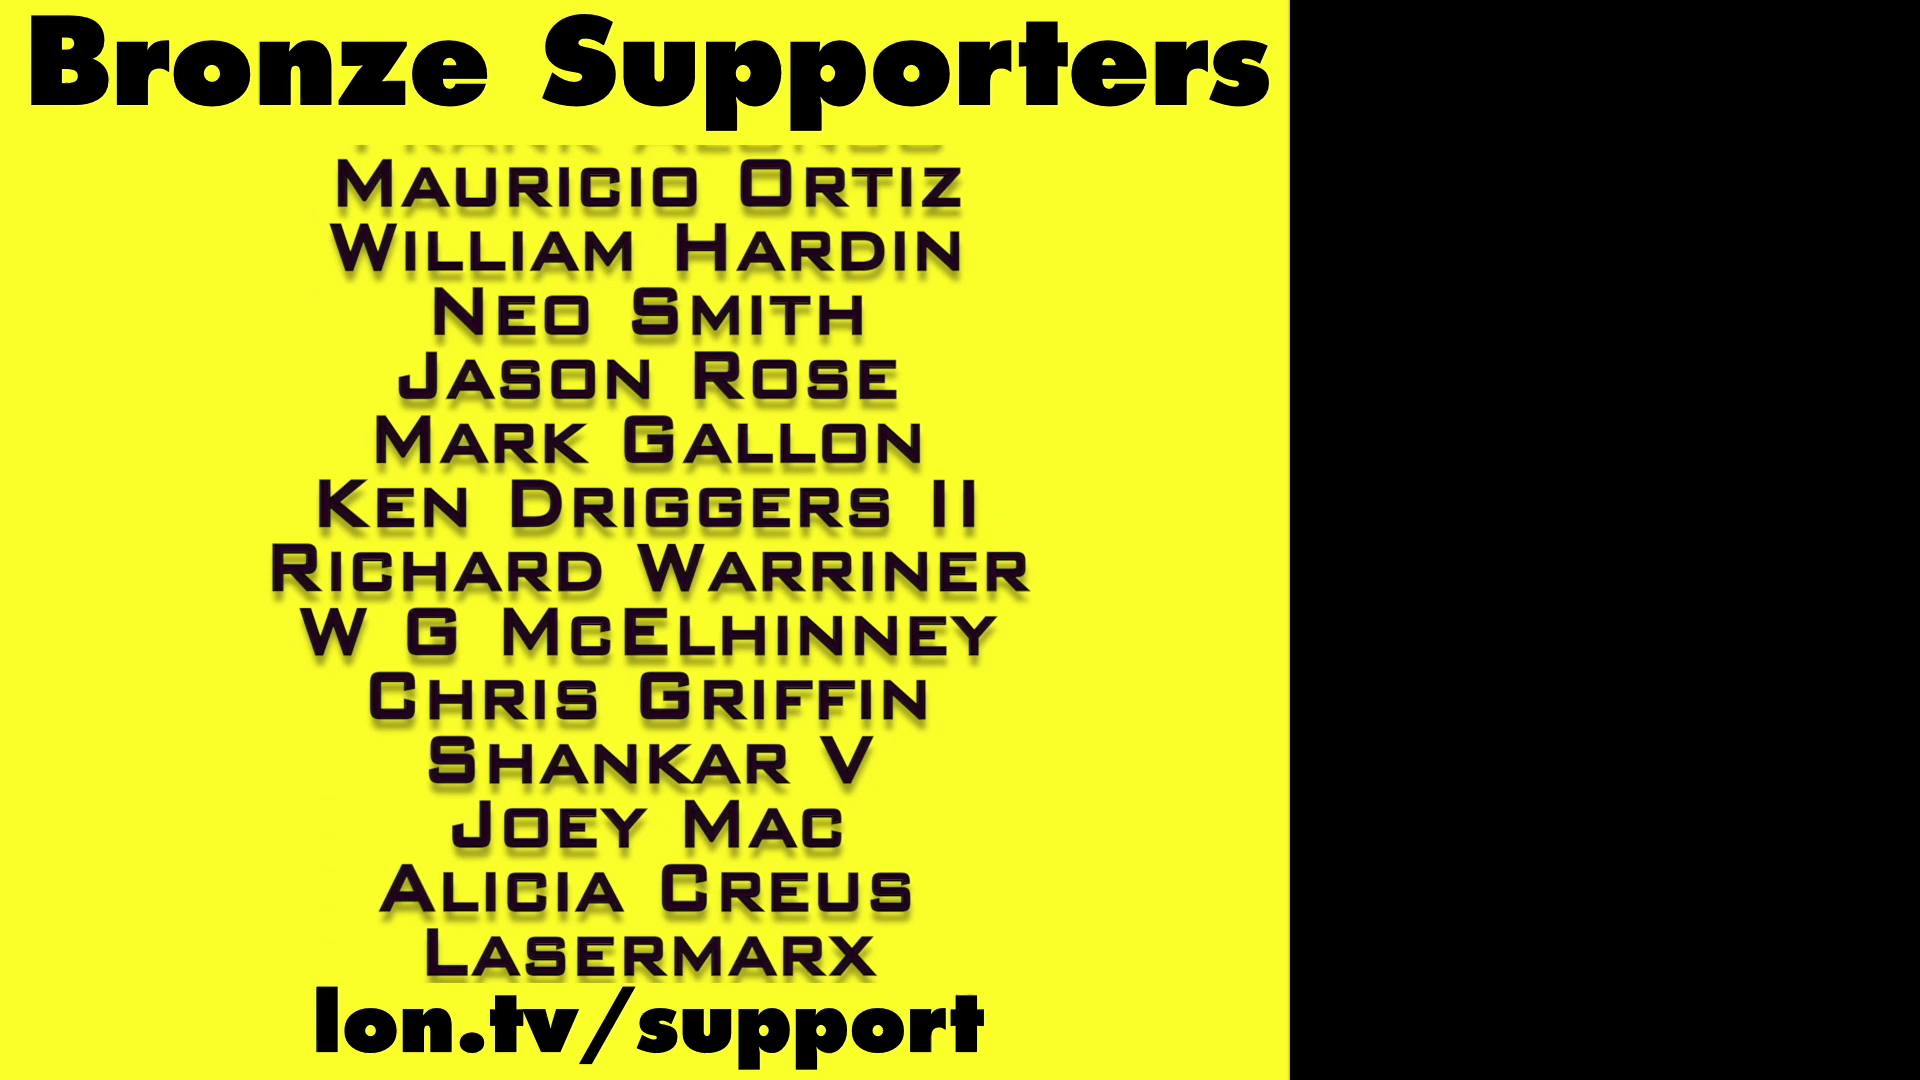 Bronze Supporters
Mauricio Ortiz
William Hardin
Neo Smith
Jason Rose
Mark Gallon
Ken Driggers II
Richard Warriner
W G McElhinney
Chris Griffin
Shankar V
Joey Mac
Alicia Creus
Lasermarx
lon.tv/support